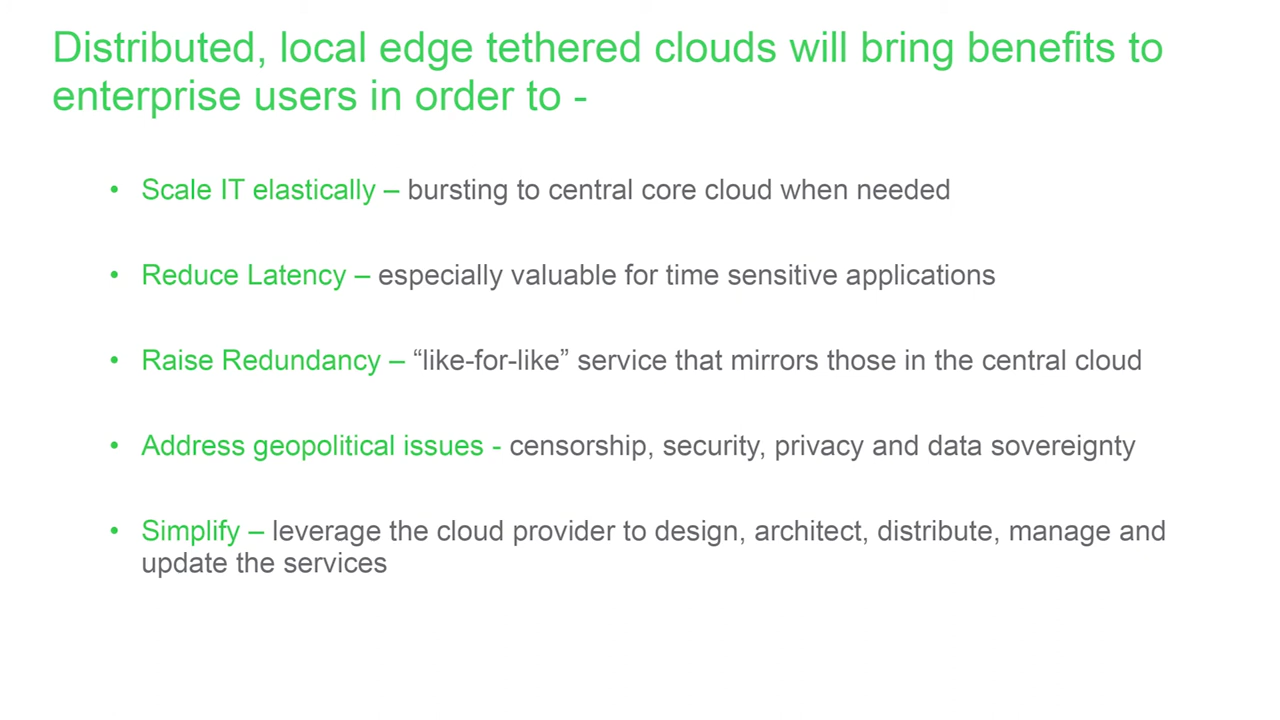 Distributed, local edge tethered clouds will bring benefits to
enterprise users in order to -
• Scale IT elastically – bursting to central core cloud when needed
• Reduce Latency – especially valuable for time sensitive applications
• Raise Redundancy – “like-for-like” service that mirrors those in the central cloud
• Address geopolitical issues - censorship, security, privacy and data sovereignty
• Simplify – leverage the cloud provider to design, architect, distribute, manage and
update the services